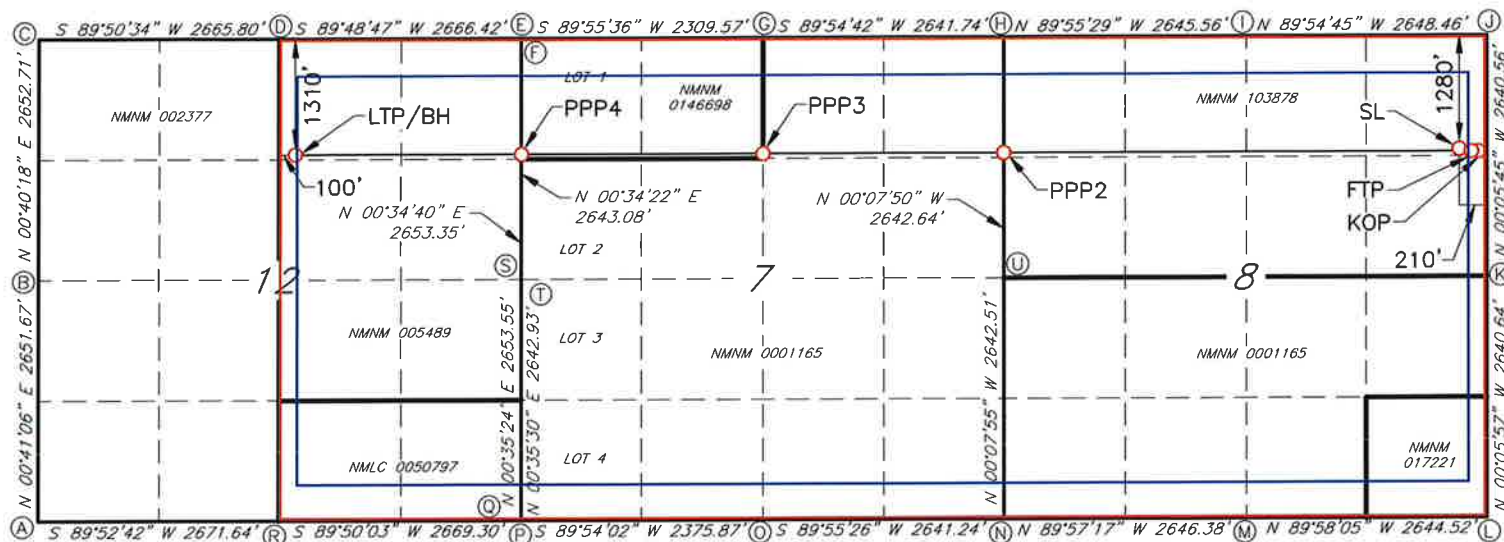 C S 89°50'34" W 2665.80' D S 89°48'47" W 2666.42' E S 89°55'36" W 2309.57' G S 89°54'42" W 2641.74' H N 89°55'29" W 2645.56' I N 89°54'45" W 2648.46' J
F
N 00°40'18" E 2652.71'
NMNM 002377
1310'
LTP/BH
100'
LOT 1
NMNM
0146698
PPP4
PPP3
NMNM 103878
1280'
SL
N 00°05'45" W 2640.56'
PPP2
FTP
KOP
210'
N 00°34'40" E
2653.35'
N 00°34'22" E
2643.08'
N 00°07'50" W
2642.64'
LOT 2
B 12 S 7 U 8 K
T
N 00°41'06" E 2651.67'
NMNM 005489
N 00°35'24" E 2653.55'
N 00°35'30" E 2642.93'
LOT 3
NMNM 0001165
N 00°07'55" W 2642.51'
NMNM 0001165
N 00°05'57" W 2640.64'
NMLC 0050797
LOT 4
NMNM
017221
Q
A S 89°52'42" W 2671.64' R S 89°50'03" W 2669.30' P S 89°54'02" W 2375.87' O S 89°55'26" W 2641.24' N N 89°57'17" W 2646.38' M N 89°58'05" W 2644.52' L